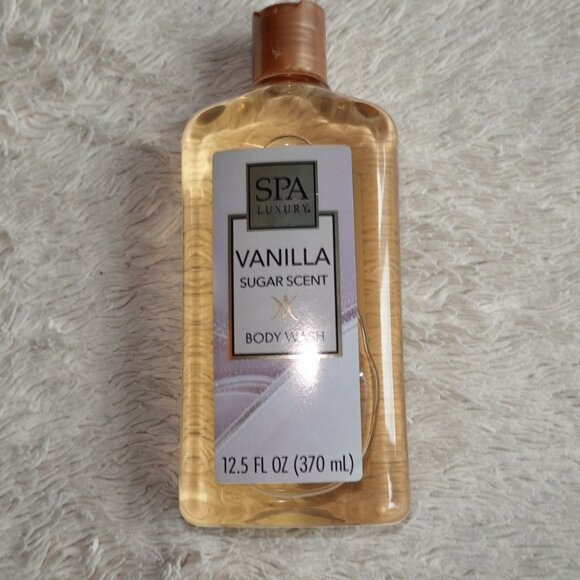 SPA
LUXURY®
VANILLA
SUGAR SCENT
BODY WASH
12.5 FL OZ (370 mL)